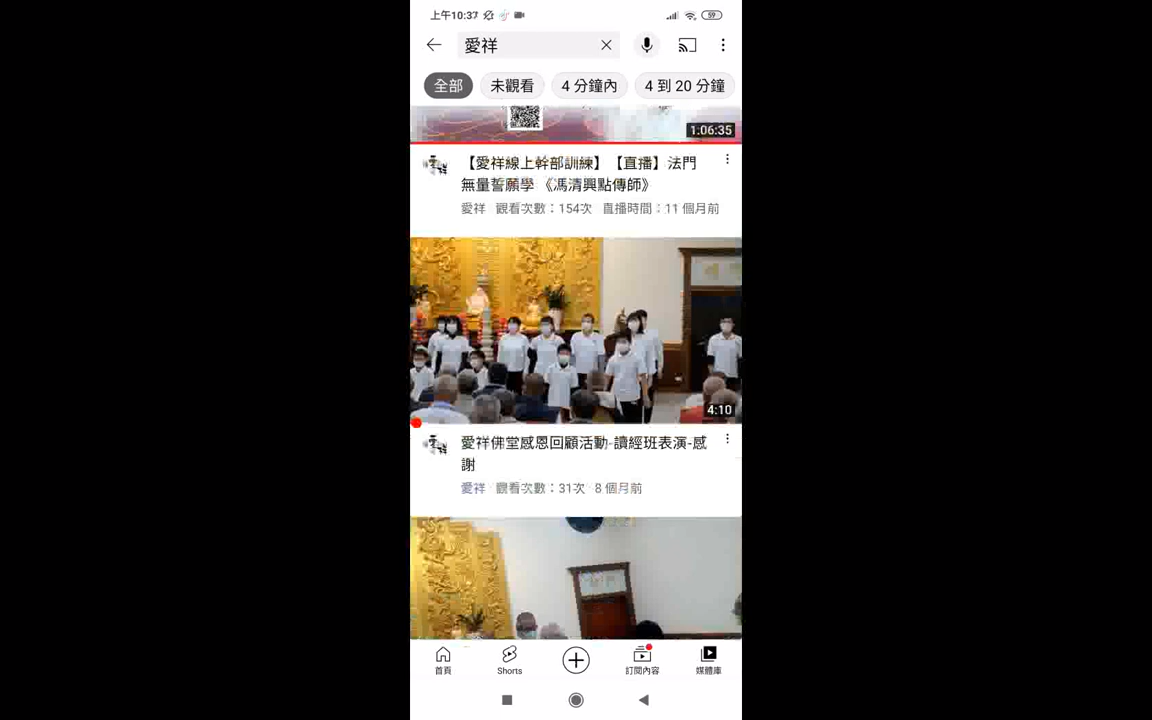 上午10:37
59
愛祥
全部
未觀看
4 分鐘內
4 到 20 分鐘
1:06:35
【愛祥線上幹部訓練】【直播】法門
無量誓願學 《馮清興點傳師》
愛祥 觀看次數：154次 直播時間：11 個月前
4:10
愛祥佛堂感恩回顧活動-讀經班表演-感
謝
愛祥 觀看次數：31次 8 個月前
首頁
Shorts
訂閱內容
媒體庫